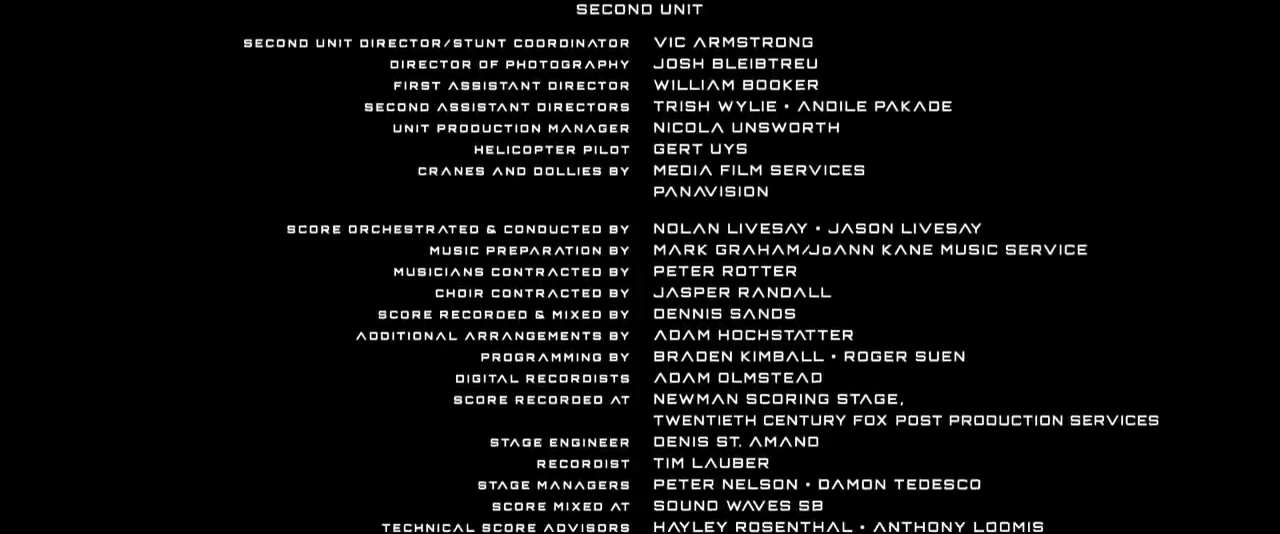 SECOND UNIT
SECOND UNIT DIRECTOR/STUNT COORDINATOR VIC ARMSTRONG
DIRECTOR OF PHOTOGRAPHY JOSH BLEIBTREU
FIRST ASSISTANT DIRECTOR WILLIAM BOOKER
SECOND ASSISTANT DIRECTORS TRISH WYLIE • ANDILE PAKADE
UNIT PRODUCTION MANAGER NICOLA UNSWORTH
HELICOPTER PILOT GERT UYS
CRANES AND DOLLIES BY MEDIA FILM SERVICES
PANAVISION
SCORE ORCHESTRATED & CONDUCTED BY NOLAN LIVESAY • JASON LIVESAY
MUSIC PREPARATION BY MARK GRAHAM/JoANN KANE MUSIC SERVICE
MUSICIANS CONTRACTED BY PETER ROTTER
CHOIR CONTRACTED BY JASPER RANDALL
SCORE RECORDED & MIXED BY DENNIS SANDS
ADDITIONAL ARRANGEMENTS BY ADAM HOCHSTATTER
PROGRAMMING BY BRADEN KIMBALL • ROGER SUEN
DIGITAL RECORDISTS ADAM OLMSTEAD
SCORE RECORDED AT NEWMAN SCORING STAGE,
TWENTIETH CENTURY FOX POST PRODUCTION SERVICES
STAGE ENGINEER DENIS ST. AMAND
RECORDIST TIM LAUBER
STAGE MANAGERS PETER NELSON • DAMON TEDESCO
SCORE MIXED AT SOUND WAVES SB
TECHNICAL SCORE ADVISORS HAYLEY ROSENTHAL • ANTHONY LOOMIS